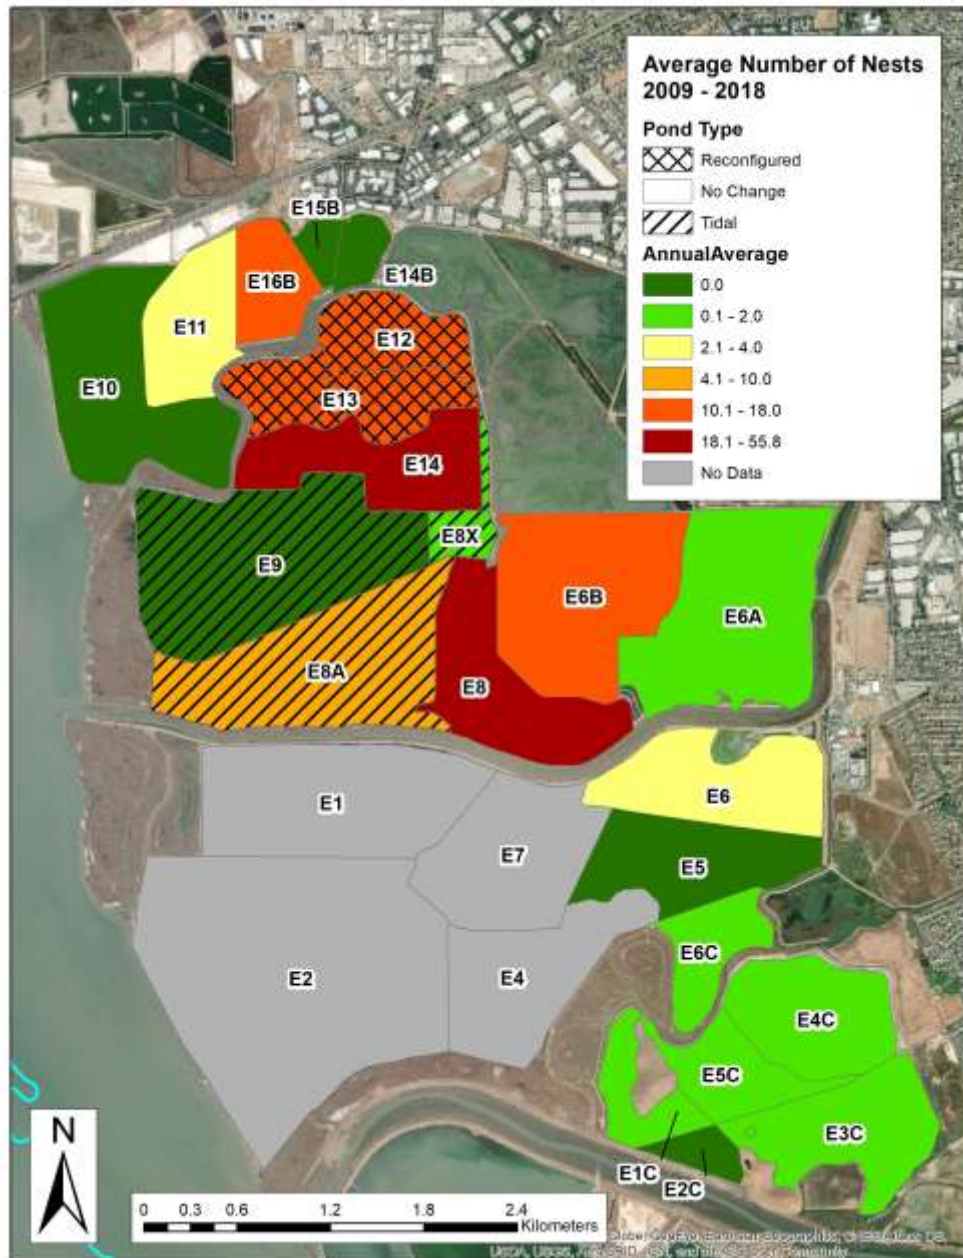 Average Number of Nests
2009 - 2018
Pond Type
Reconfigured
No Change
Tidal
AnnualAverage
0.0
0.1 - 2.0
2.1 - 4.0
4.1 - 10.0
10.1 - 18.0
18.1 - 55.8
No Data
E15B
E16B
E14B
E11
E12
E10
E13
E14
E8X
E9
E6B
E6A
E8A
E8
E1
E6
E7
E5
E6C
E2
E4
E4C
E5C
E3C
E1C
E2C
N
0 0.3 0.6 1.2 1.8 2.4
Kilometers